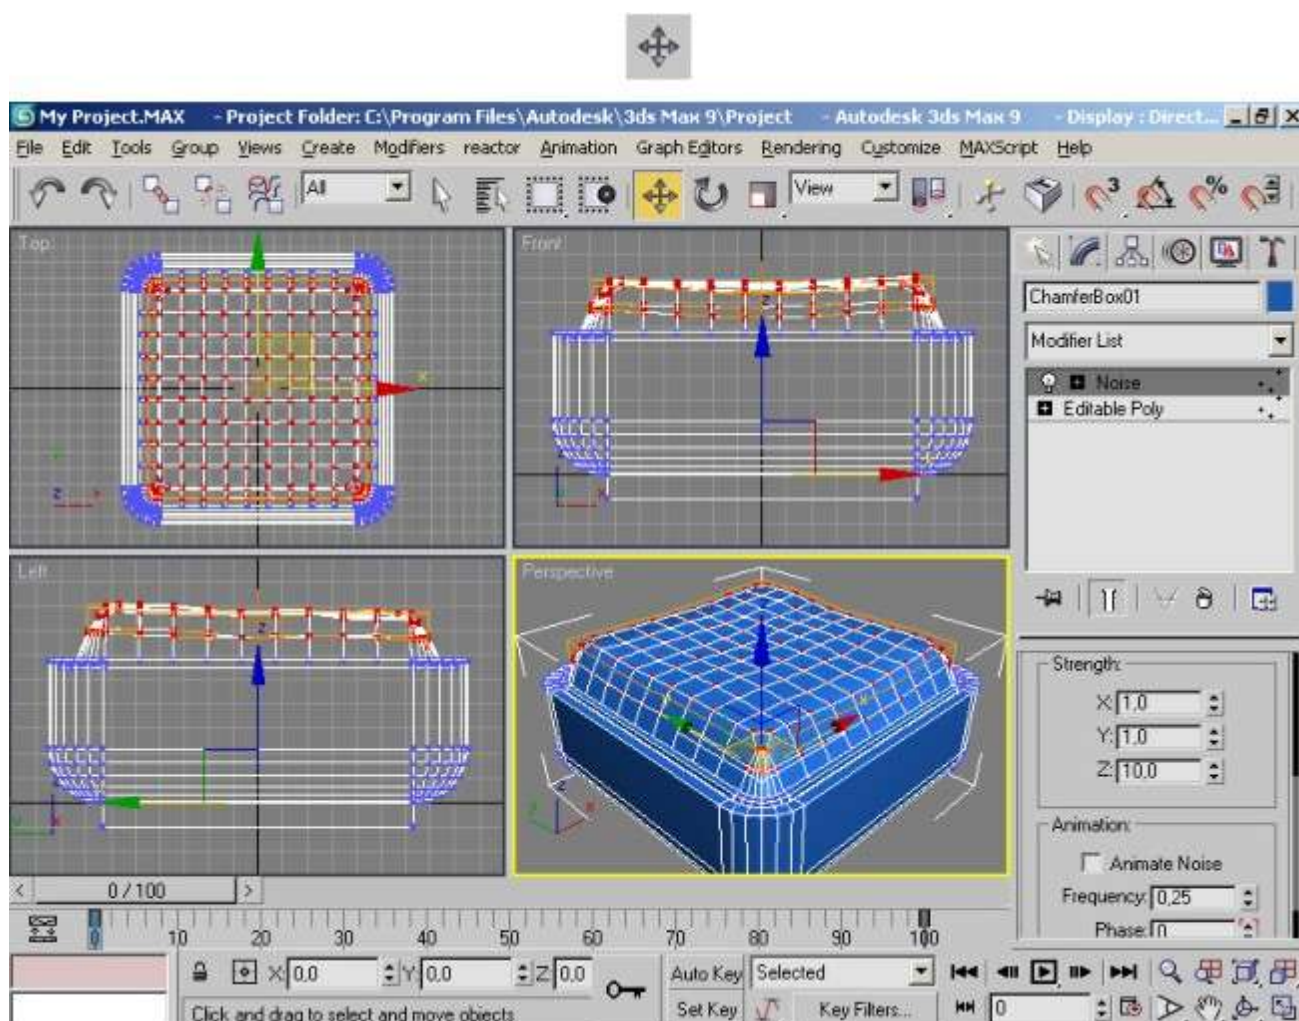 My Project.MAX - Project Folder: C:\Program Files\Autodesk\3ds Max 9\Project - Autodesk 3ds Max 9 - Display : Direct...
File Edit Tools Group Views Create Modifiers reactor Animation Graph Editors Rendering Customize MAXScript Help
All View 3 %
Top Front
ChamferBox01
Modifier List
Noise
Editable Poly
Left Perspective
Strength:
X: 1,0
Y: 1,0
Z: 10,0
Animation:
Animate Noise
Frequency: 0,25
Phase: 0
< 0 / 100 >
0 10 20 30 40 50 60 70 80 90 100
X: 0,0 Y: 0,0 Z: 0,0 Auto Key Selected
Click and drag to select and move objects Set Key Key Filters... 0